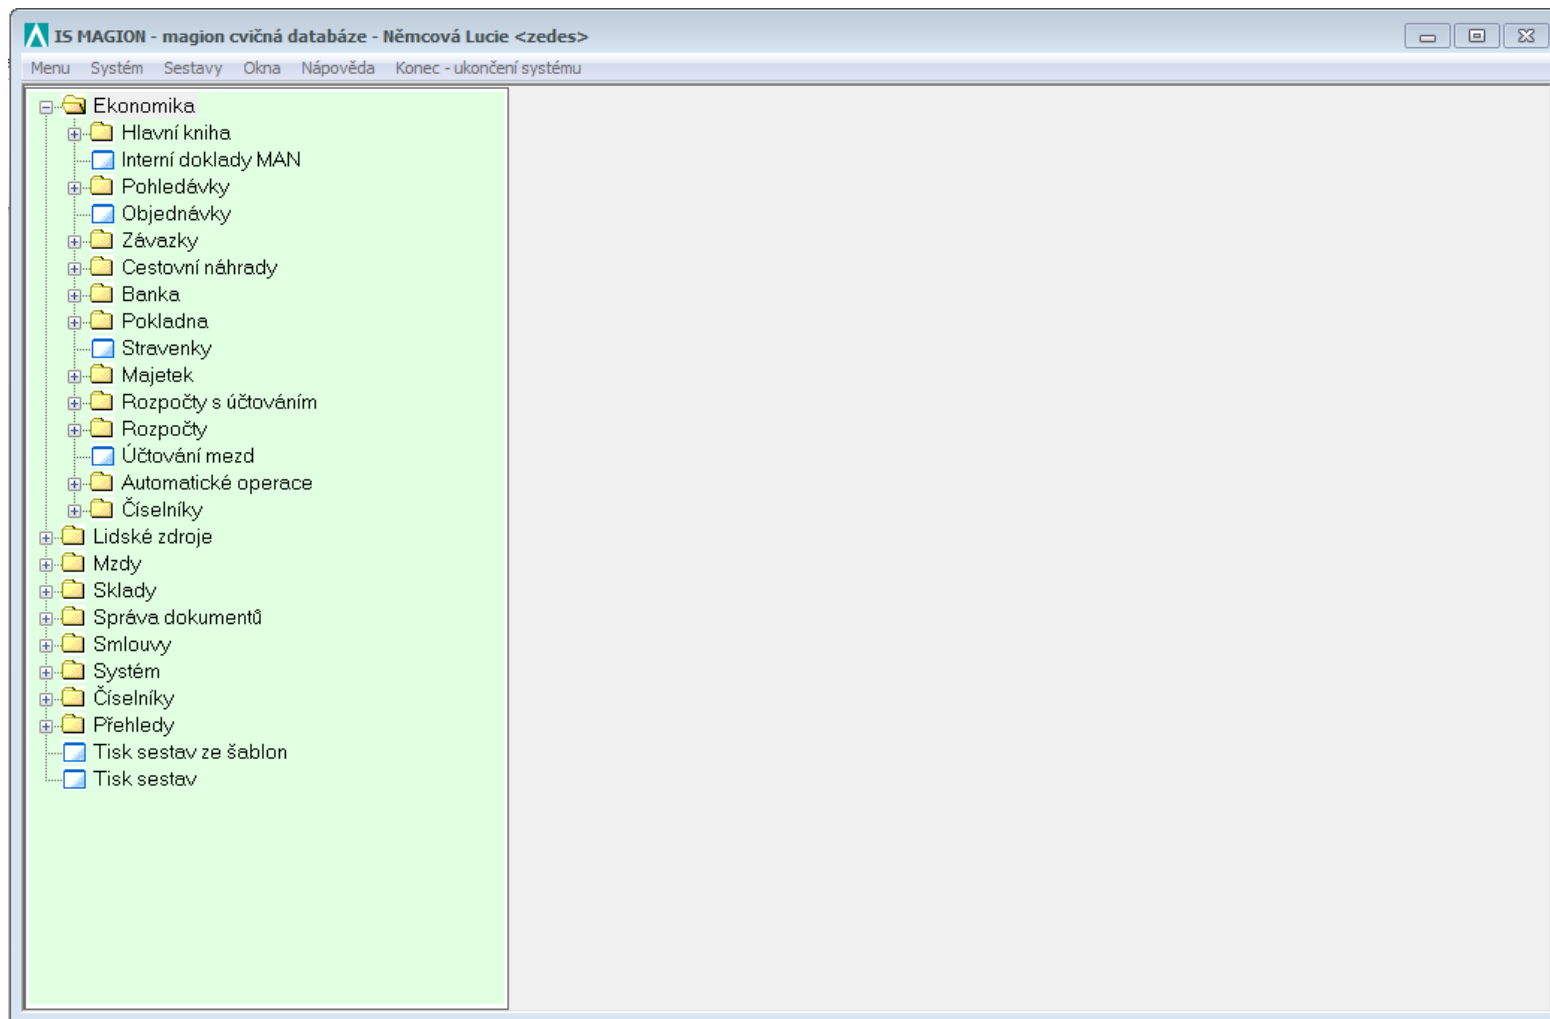 IS MAGION - magion cvičná databáze - Němcová Lucie <zedes>
Menu Systém Sestavy Okna Nápověda Konec - ukončení systému
Ekonomika
Hlavní kniha
Interní doklady MAN
Pohledávky
Objednávky
Závazky
Cestovní náhrady
Banka
Pokladna
Stravenky
Majetek
Rozpočty s účtováním
Rozpočty
Účtování mezd
Automatické operace
Číselníky
Lidské zdroje
Mzdy
Sklady
Správa dokumentů
Smlouvy
Systém
Číselníky
Přehledy
Tisk sestav ze šablon
Tisk sestav